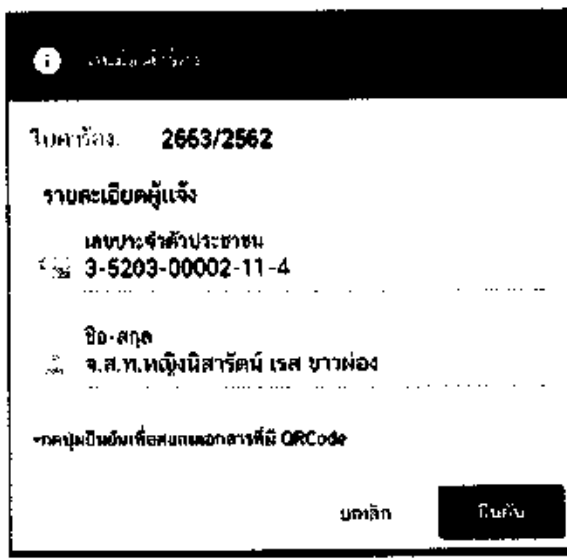 ใบคำร้อง: 2653/2562
รายละเอียดผู้แจ้ง
เลขประจำตัวประชาชน
3-5203-00002-11-4
ชื่อ-สกุล
จ.ส.ท.หญิงนิสารัตน์ เรส ขาวผ่อง
*กดปุ่มยืนยันเพื่อสแกนเอกสารที่มี QRCode
ยกเลิก
ยืนยัน